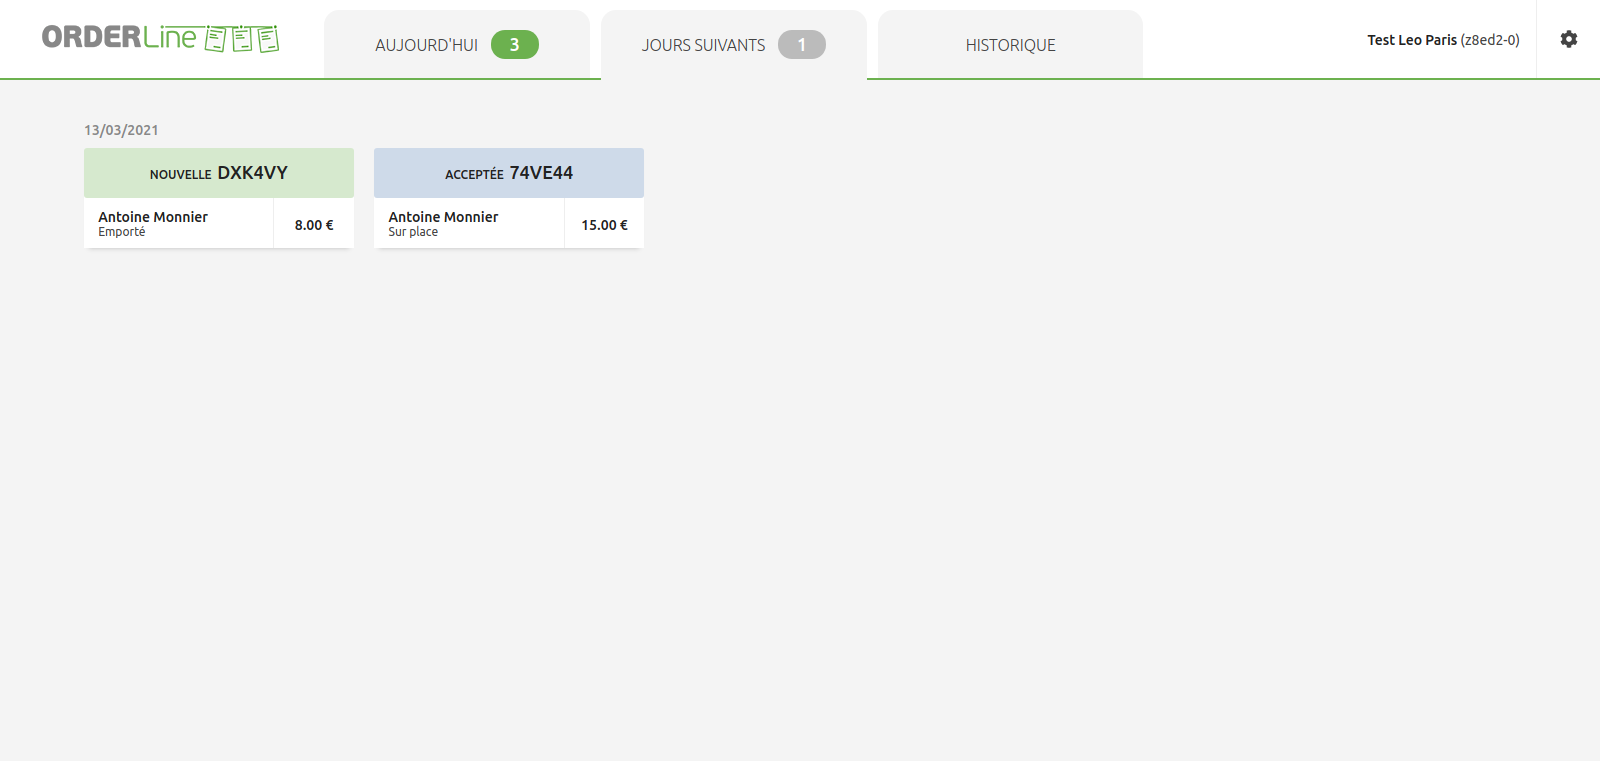 ORDERLine
AUJOURD'HUI 3
JOURS SUIVANTS 1
HISTORIQUE
Test Leo Paris (z8ed2-0)
13/03/2021
NOUVELLE DXK4VY
Antoine Monnier
Emporté
8.00 €
ACCEPTÉE 74VE44
Antoine Monnier
Sur place
15.00 €